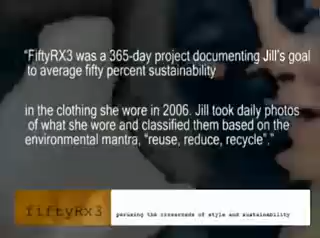 “FiftyRX3 was a 365-day project documenting Jill's goal
to average fifty percent sustainability
in the clothing she wore in 2006. Jill took daily photos
of what she wore and classified them based on the
environmental mantra, “reuse, reduce, recycle”.”
fiftyRx3
perusing the crossroads of style and sustainability